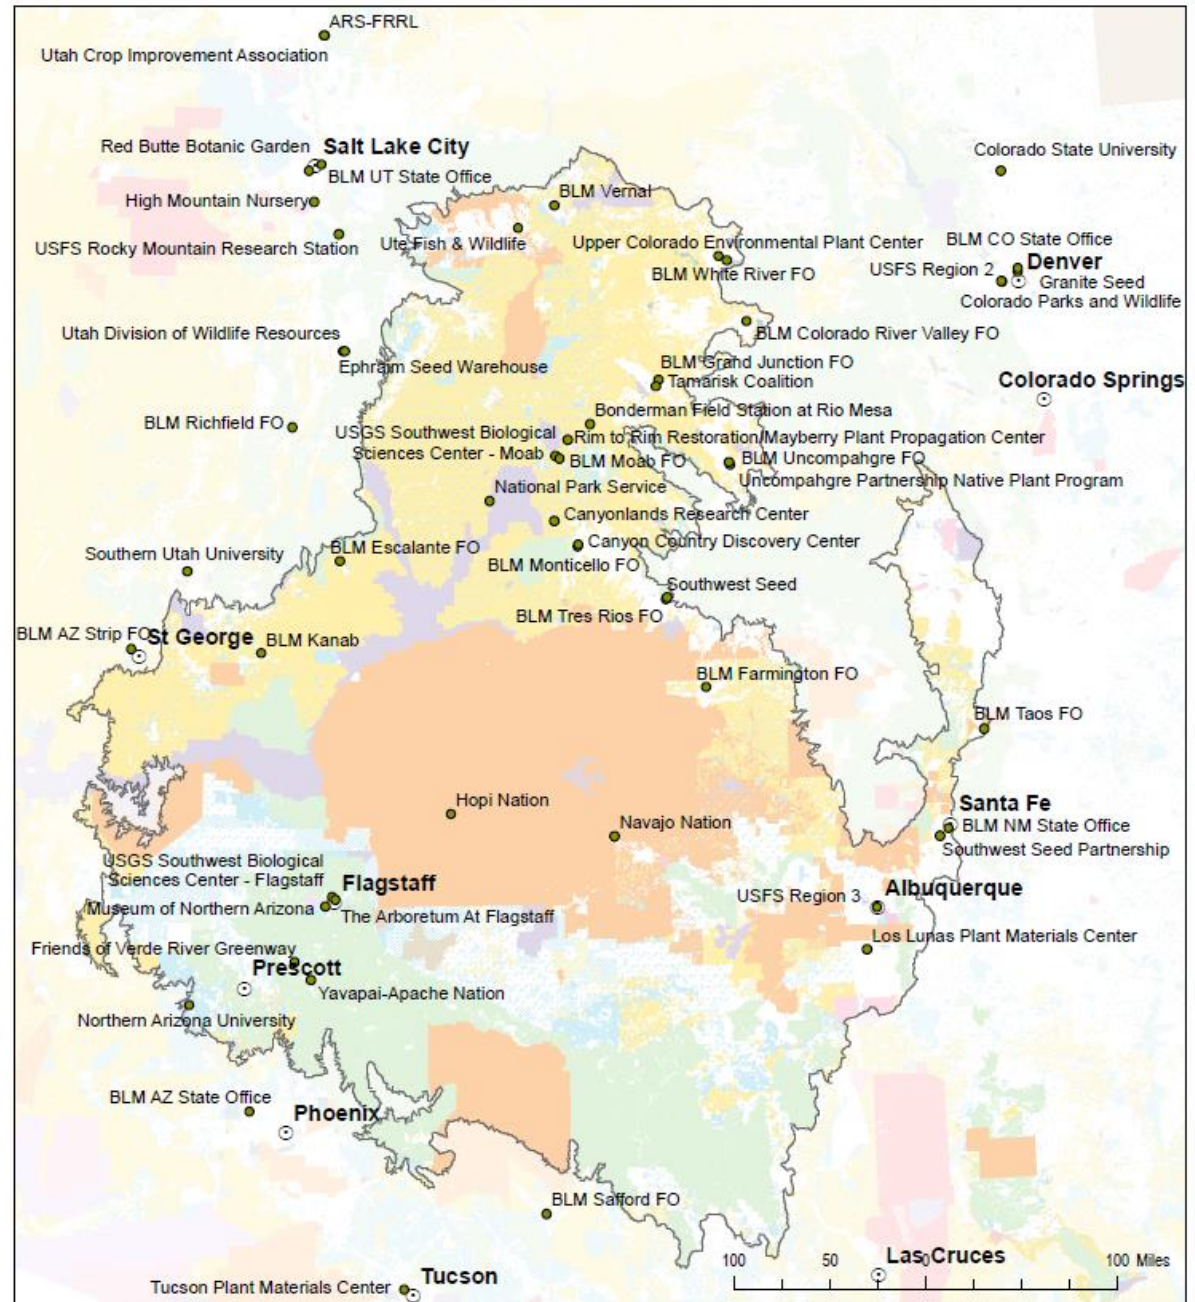 ARS-FRRL
Utah Crop Improvement Association
Red Butte Botanic Garden
Salt Lake City
Colorado State University
BLM UT State Office
BLM Vernal
High Mountain Nursery
USFS Rocky Mountain Research Station
Ute Fish & Wildlife
Upper Colorado Environmental Plant Center
BLM CO State Office
BLM White River FO
USFS Region 2
Denver
Granite Seed
Colorado Parks and Wildlife
Utah Division of Wildlife Resources
BLM Colorado River Valley FO
Ephraim Seed Warehouse
BLM Grand Junction FO
Tamarisk Coalition
Colorado Springs
Bonderman Field Station at Rio Mesa
BLM Richfield FO
USGS Southwest Biological
Sciences Center - Moab
Rim to Rim Restoration/Mayberry Plant Propagation Center
BLM Moab FO
BLM Uncompahgre FO
Uncompahgre Partnership Native Plant Program
National Park Service
Canyonlands Research Center
Southern Utah University
BLM Escalante FO
Canyon Country Discovery Center
BLM Monticello FO
Southwest Seed
BLM Tres Rios FO
BLM AZ Strip FO
St George
BLM Kanab
BLM Farmington FO
BLM Taos FO
Hopi Nation
Navajo Nation
Santa Fe
BLM NM State Office
Southwest Seed Partnership
USGS Southwest Biological
Sciences Center - Flagstaff
Flagstaff
Museum of Northern Arizona
The Arboretum At Flagstaff
USFS Region 3
Albuquerque
Los Lunas Plant Materials Center
Friends of Verde River Greenway
Prescott
Yavapai-Apache Nation
Northern Arizona University
BLM AZ State Office
Phoenix
BLM Safford FO
Las Cruces
100 50 0 100 Miles
Tucson Plant Materials Center
Tucson